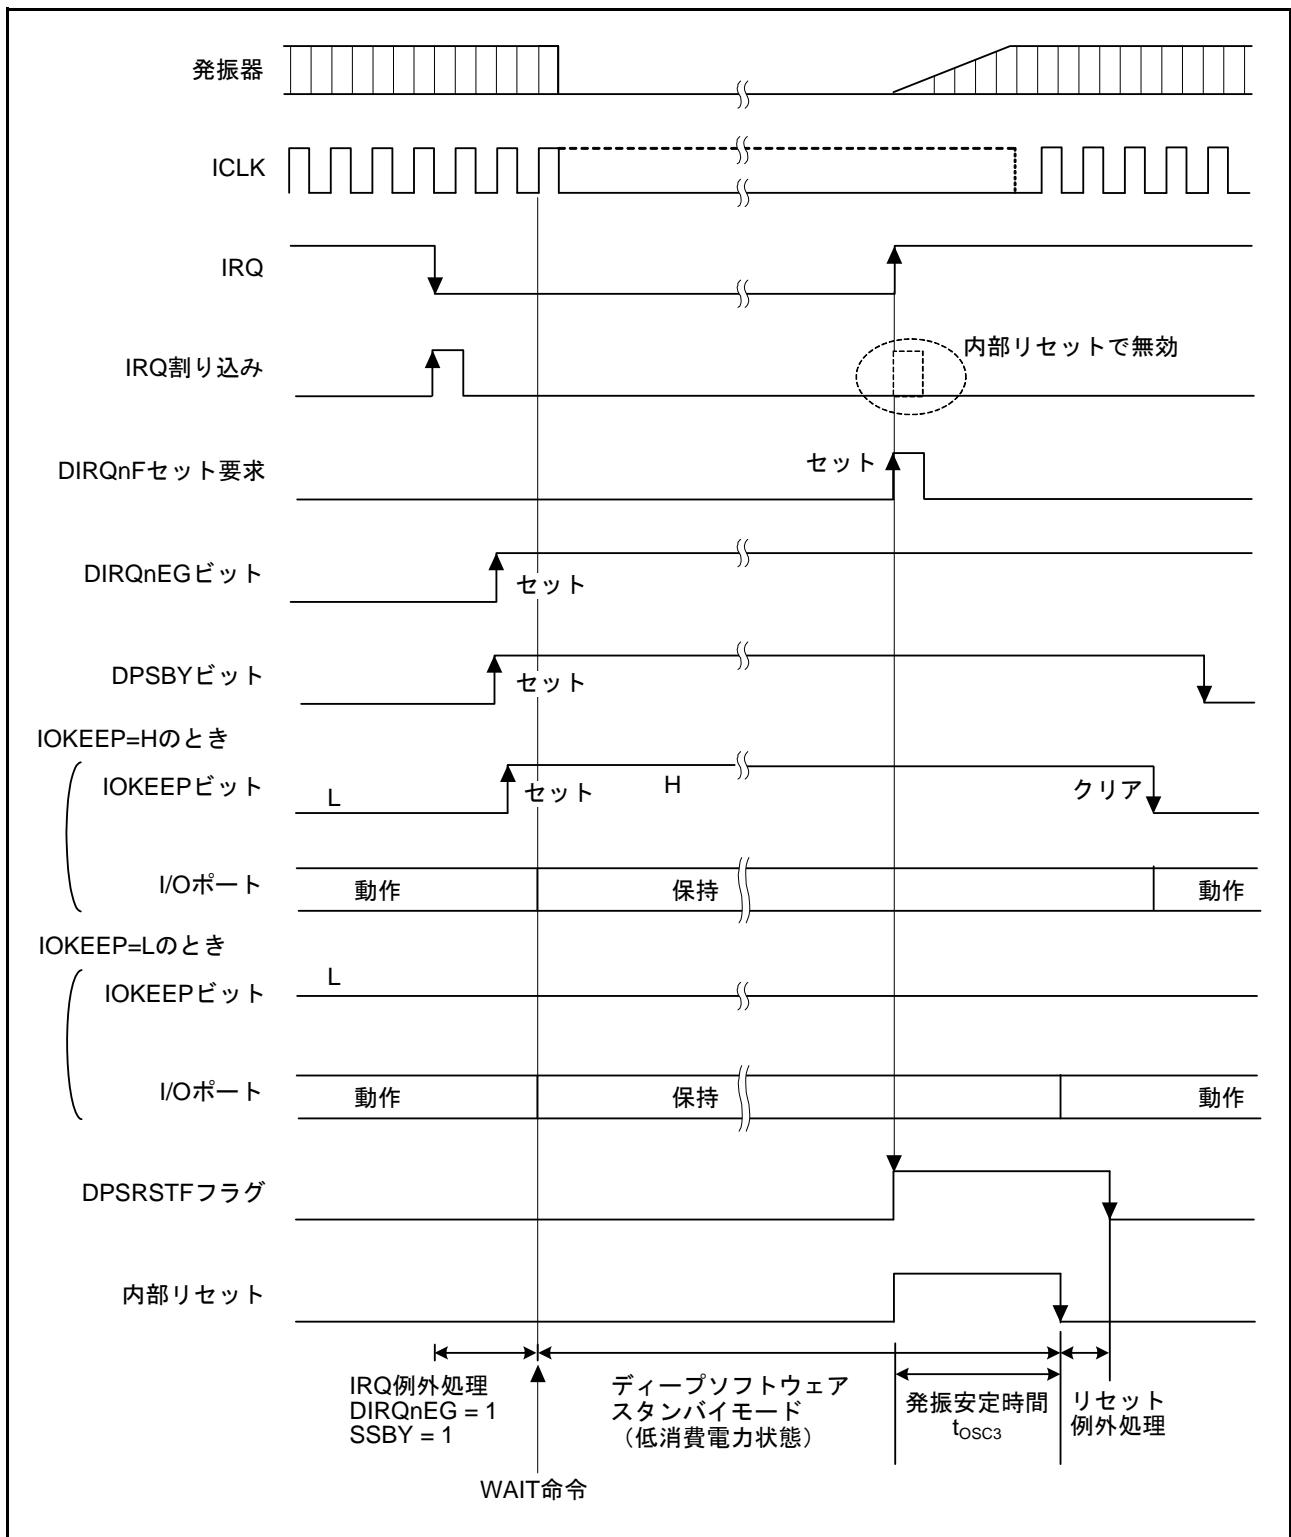 発振器
ICLK
IRQ
IRQ割り込み
内部リセットで無効
DIRQnFセット要求
セット
DIRQnEGビット
セット
DPSBYビット
セット
IOKEEP=Hのとき
IOKEEPビット
L
セット
H
クリア
I/Oポート
動作
保持
動作
IOKEEP=Lのとき
IOKEEPビット
L
I/Oポート
動作
保持
動作
DPSRSTFフラグ
内部リセット
IRQ例外処理
DIRQnEG = 1
SSBY = 1
ディープソフトウェア
スタンバイモード
（低消費電力状態）
発振安定時間
tOSC3
リセット
例外処理
WAIT命令